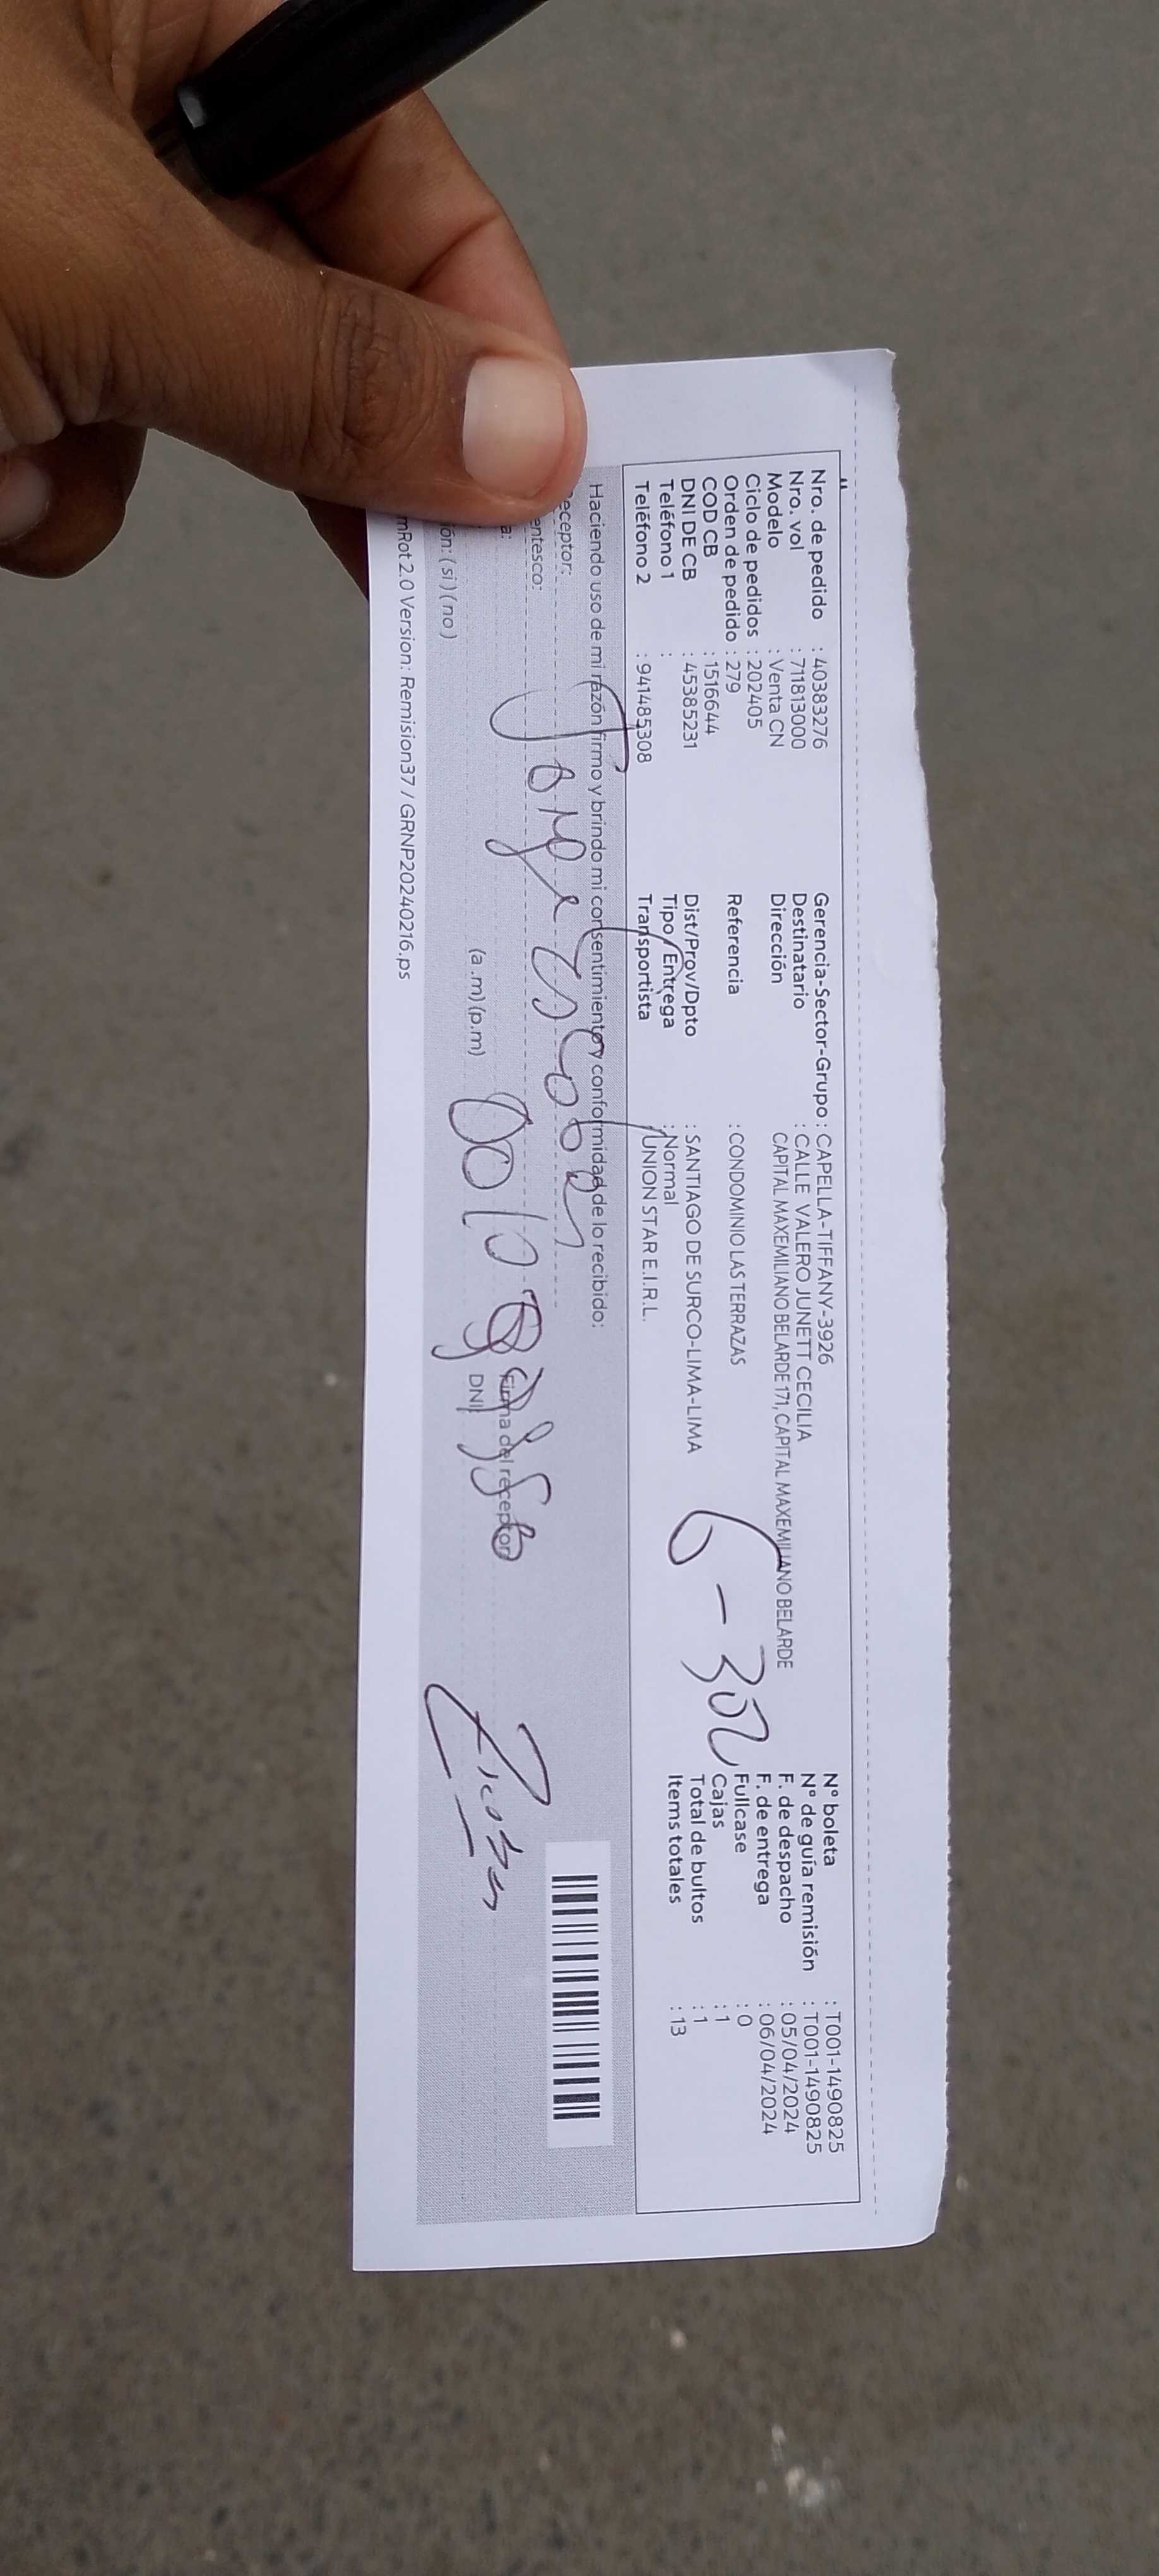 Nro. de pedido : 40383276
Nro. vol : 711813000
Modelo : Venta CN
Ciclo de pedidos : 202405
Orden de pedido : 279
COD CB : 1516644
DNI DE CB : 45385231
Teléfono 1 :
Teléfono 2 : 941485308
Gerencia-Sector-Grupo : CAPELLA-TIFFANY-3926
Destinatario : CALLE VALERO JUNETT CECILIA
Dirección CAPITAL MAXEMILIANO BELARDE 171, CAPITAL MAXEMILIANO BELARDE
Referencia : CONDOMINIO LAS TERRAZAS
Dist/Prov/Dpto : SANTIAGO DE SURCO-LIMA-LIMA
Tipo Entrega : Normal
Transportista : UNION STAR E.I.R.L.
6-302
N° boleta : T001-1490825
N° de guía remisión : T001-1490825
F. de despacho : 05/04/2024
F. de entrega : 06/04/2024
Fullcase : 0
Cajas : 1
Total de bultos : 1
Items totales : 13
Haciendo uso de mi razón firmo y brindo mi consentimiento y conformidad de lo recibido:
eceptor:
entesco:
a:
(a.m) (p.m)
ión: (si) (no)
Jorge Escobar
Firma del receptor
DNI:
mRot 2.0 Version: Remision37 / GRNP20240216.ps